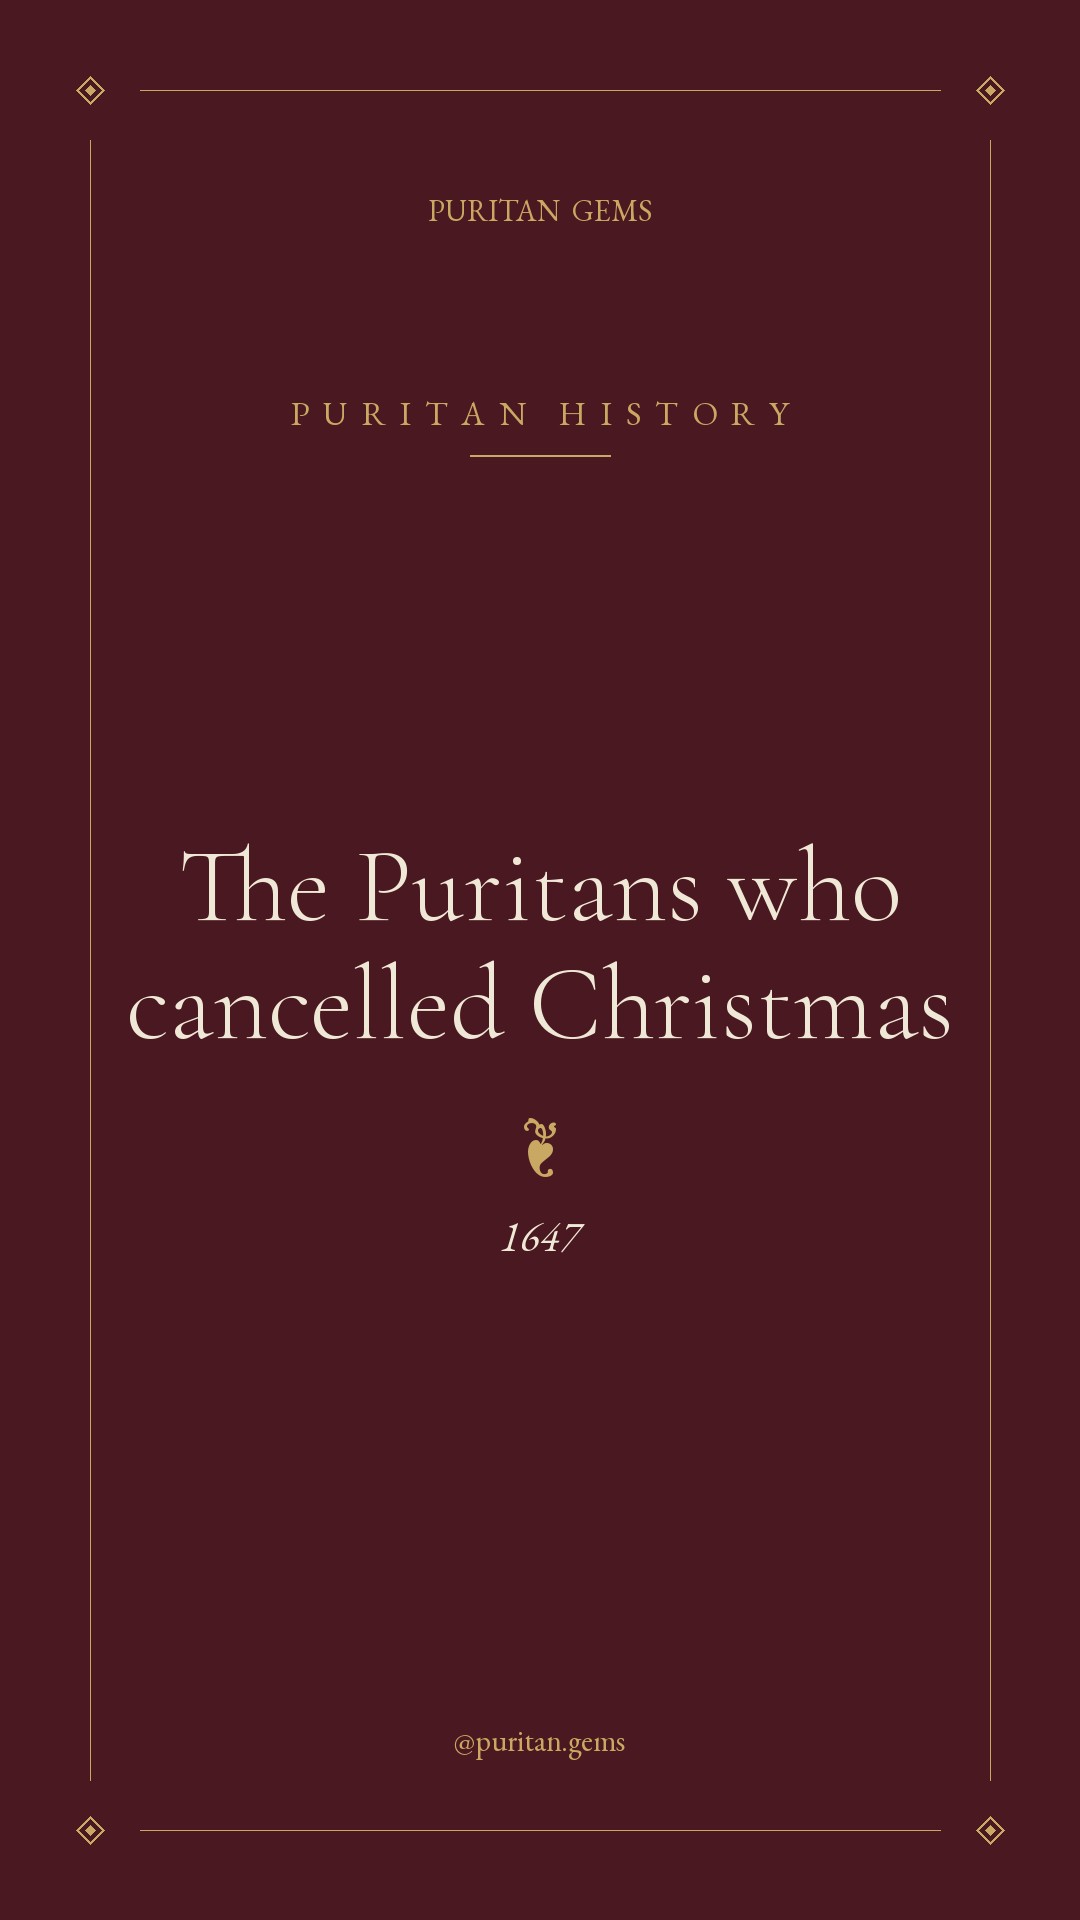 PURITAN GEMS
PURITAN HISTORY
The Puritans who
cancelled Christmas
1647
@puritan.gems